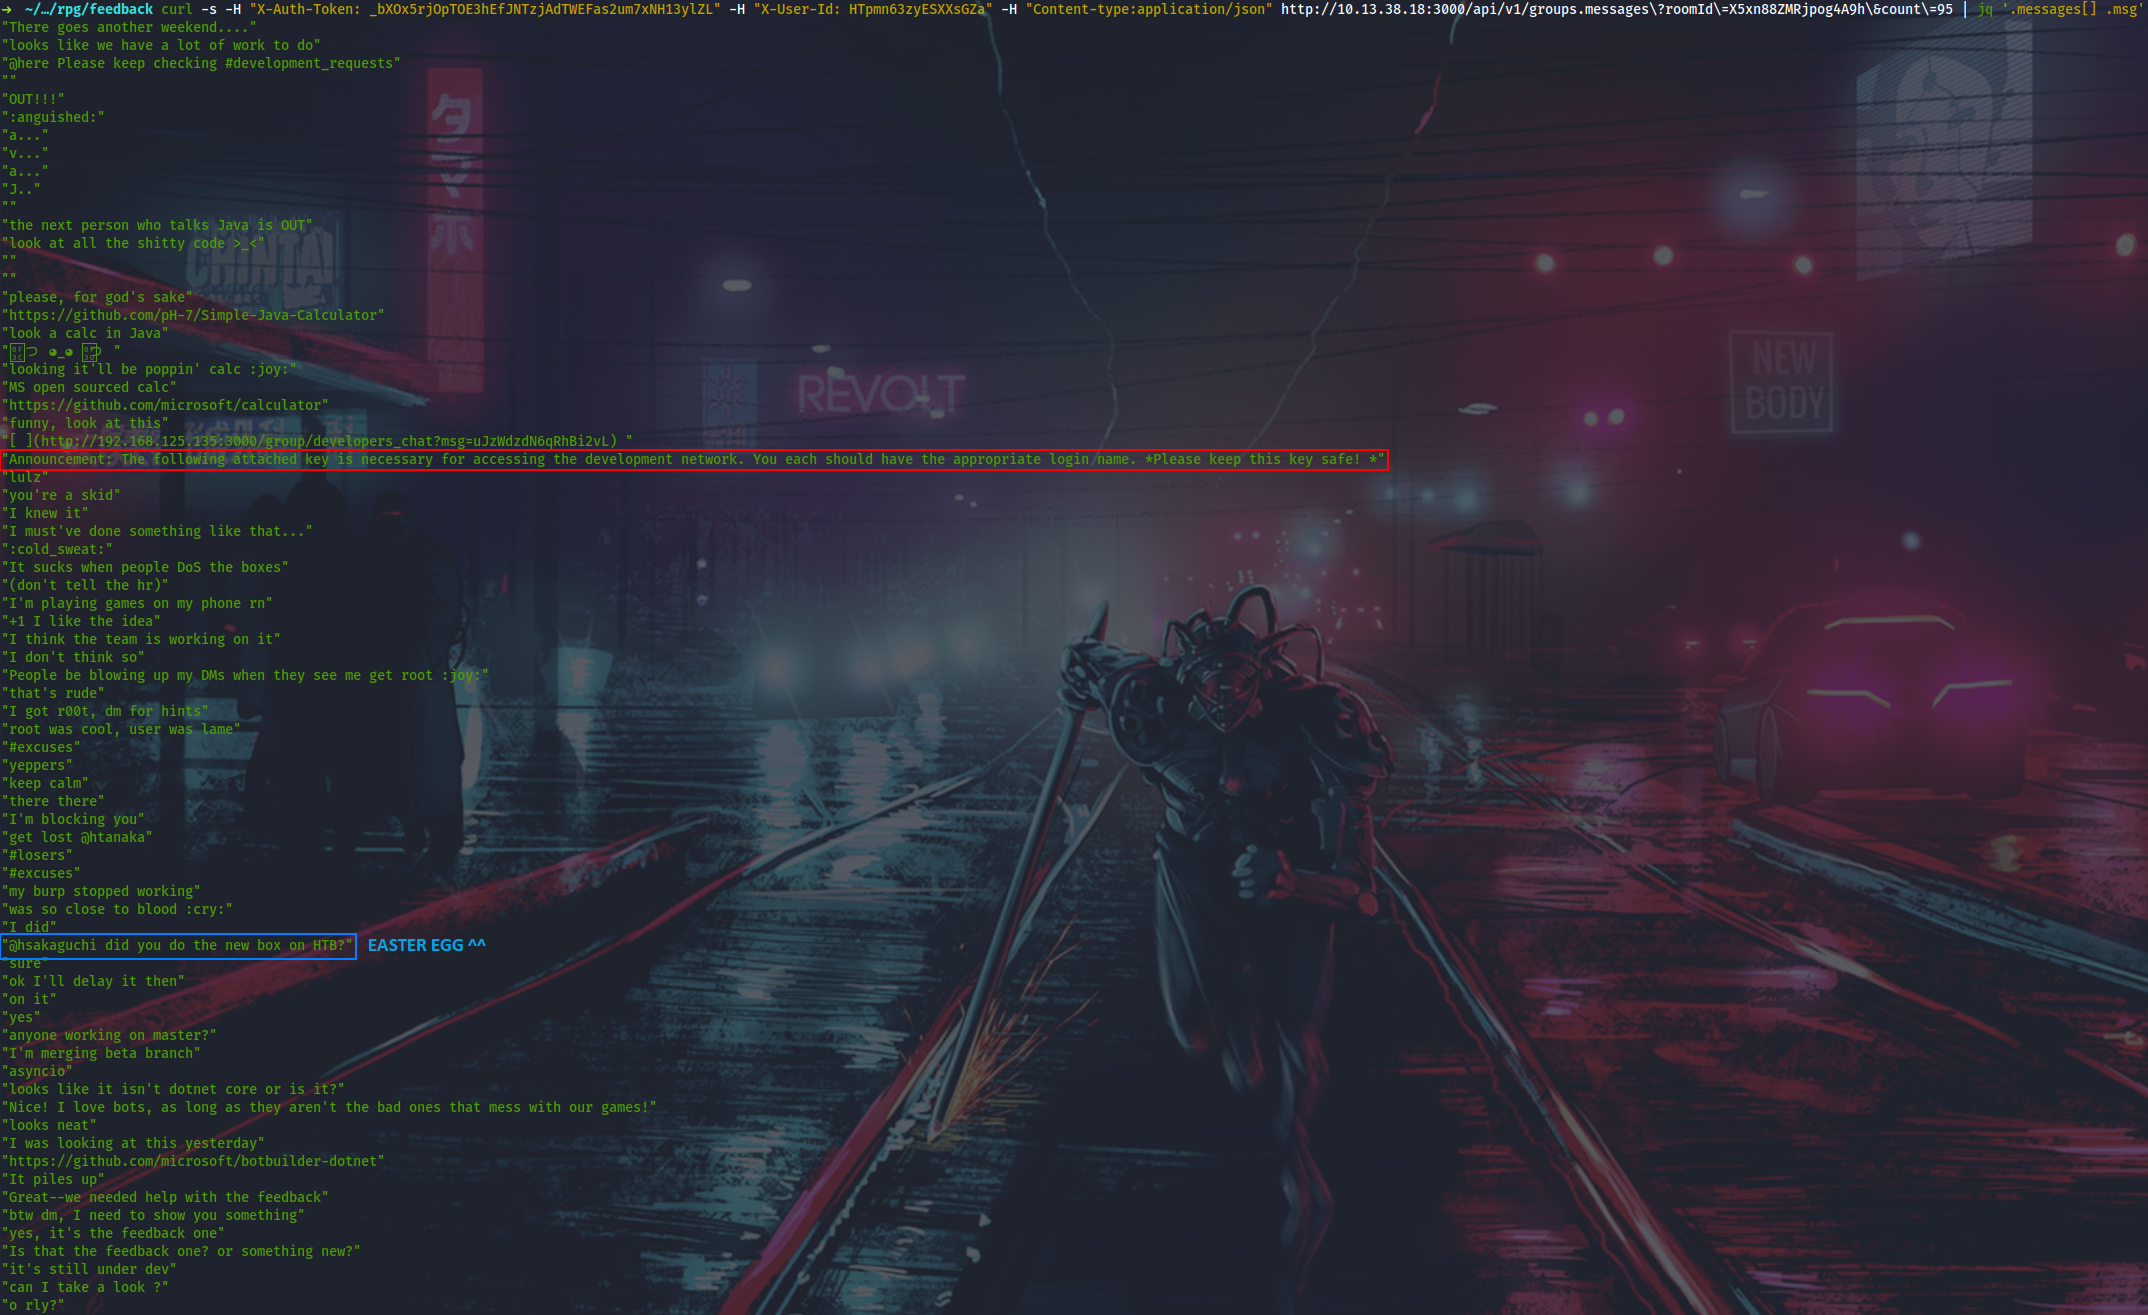 → ~/…/rpg/feedback curl -s -H "X-Auth-Token: _bXOx5rjOpTOE3hEfJNTzjAdTWEFas2um7xNH13ylZL" -H "X-User-Id: HTpmn63zyESXXsGZa" -H "Content-type:application/json" http://10.13.38.18:3000/api/v1/groups.messages\?roomId\=X5xn88ZMRjpog4A9h\&count\=95 | jq '.messages[] .msg'
"There goes another weekend...."
"looks like we have a lot of work to do"
"@here Please keep checking #development_requests"
""
"OUT!!!"
":anguished:"
"a..."
"v..."
"a..."
"J.."
""
"the next person who talks Java is OUT"
"look at all the shitty code >_<"
""
""
"please, for god's sake"
"https://github.com/pH-7/Simple-Java-Calculator"
"look a calc in Java"
"༼つ ◕_◕ ༽つ "
"looking it'll be poppin' calc :joy:"
"MS open sourced calc"
"https://github.com/microsoft/calculator"
"funny, look at this"
"[ ](http://192.168.125.135:3000/group/developers_chat?msg=uJzWdzdN6qRhBi2vL) "
"Announcement: The following attached key is necessary for accessing the development network. You each should have the appropriate login name. *Please keep this key safe! *"
"lulz"
"you're a skid"
"I knew it"
"I must've done something like that..."
":cold_sweat:"
"It sucks when people DoS the boxes"
"(don't tell the hr)"
"I'm playing games on my phone rn"
"+1 I like the idea"
"I think the team is working on it"
"I don't think so"
"People be blowing up my DMs when they see me get root :joy:"
"that's rude"
"I got r00t, dm for hints"
"root was cool, user was lame"
"#excuses"
"yeppers"
"keep calm"
"there there"
"I'm blocking you"
"get lost @htanaka"
"#losers"
"#excuses"
"my burp stopped working"
"was so close to blood :cry:"
"I did"
"@hsakaguchi did you do the new box on HTB?" EASTER EGG ^^
"sure"
"ok I'll delay it then"
"on it"
"yes"
"anyone working on master?"
"I'm merging beta branch"
"asyncio"
"looks like it isn't dotnet core or is it?"
"Nice! I love bots, as long as they aren't the bad ones that mess with our games!"
"looks neat"
"I was looking at this yesterday"
"https://github.com/microsoft/botbuilder-dotnet"
"It piles up"
"Great--we needed help with the feedback"
"btw dm, I need to show you something"
"yes, it's the feedback one"
"Is that the feedback one? or something new?"
"it's still under dev"
"can I take a look ?"
"o rly?"
タマホ
CHINTAI
REVOLT
NEW
BODY